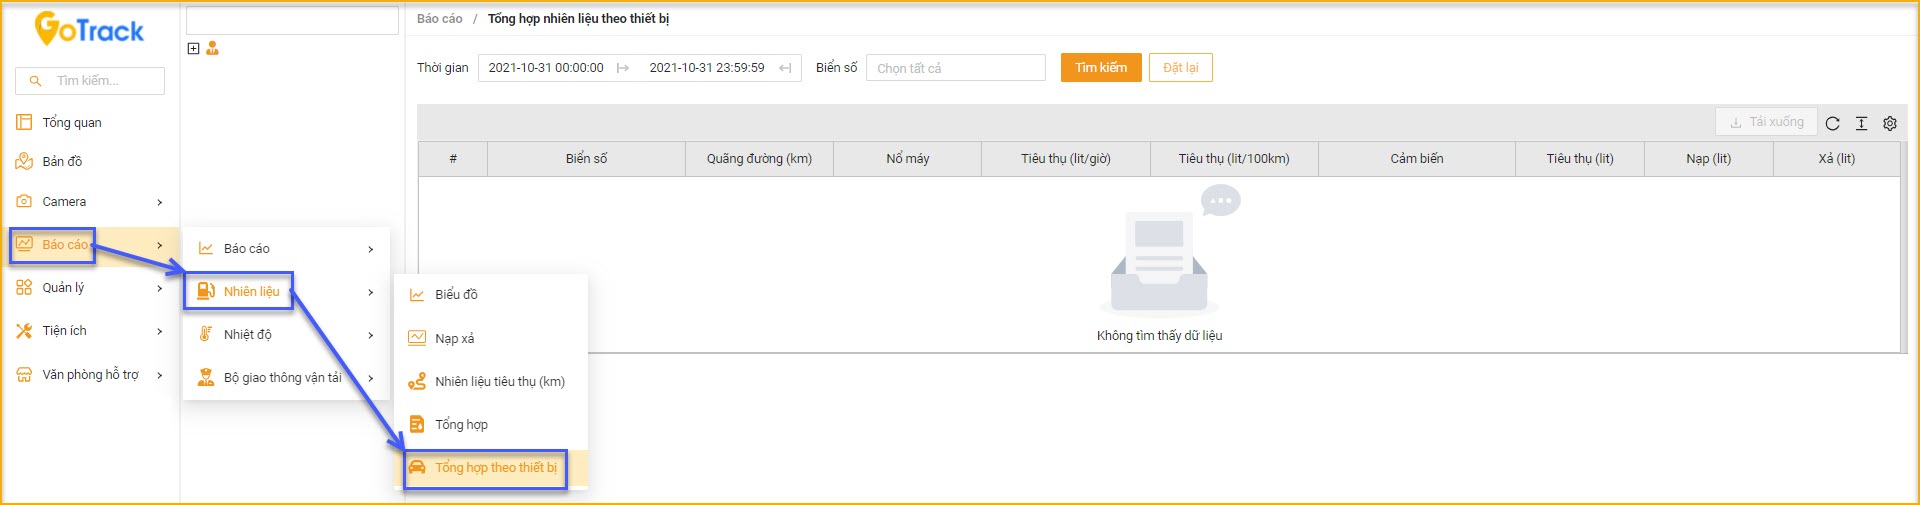 GoTrack
Tìm kiếm...
Tổng quan
Bản đồ
Camera
Báo cáo
Quản lý
Tiện ích
Văn phòng hỗ trợ
Báo cáo
Nhiên liệu
Nhiệt độ
Bộ giao thông vận tải
Biểu đồ
Nạp xả
Nhiên liệu tiêu thụ (km)
Tổng hợp
Tổng hợp theo thiết bị
Báo cáo / Tổng hợp nhiên liệu theo thiết bị
Thời gian 2021-10-31 00:00:00 2021-10-31 23:59:59 Biển số Chọn tất cả Tìm kiếm Đặt lại
Tải xuống
# Biển số Quãng đường (km) Nổ máy Tiêu thụ (lit/giờ) Tiêu thụ (lit/100km) Cảm biến Tiêu thụ (lit) Nạp (lit) Xả (lit)
Không tìm thấy dữ liệu